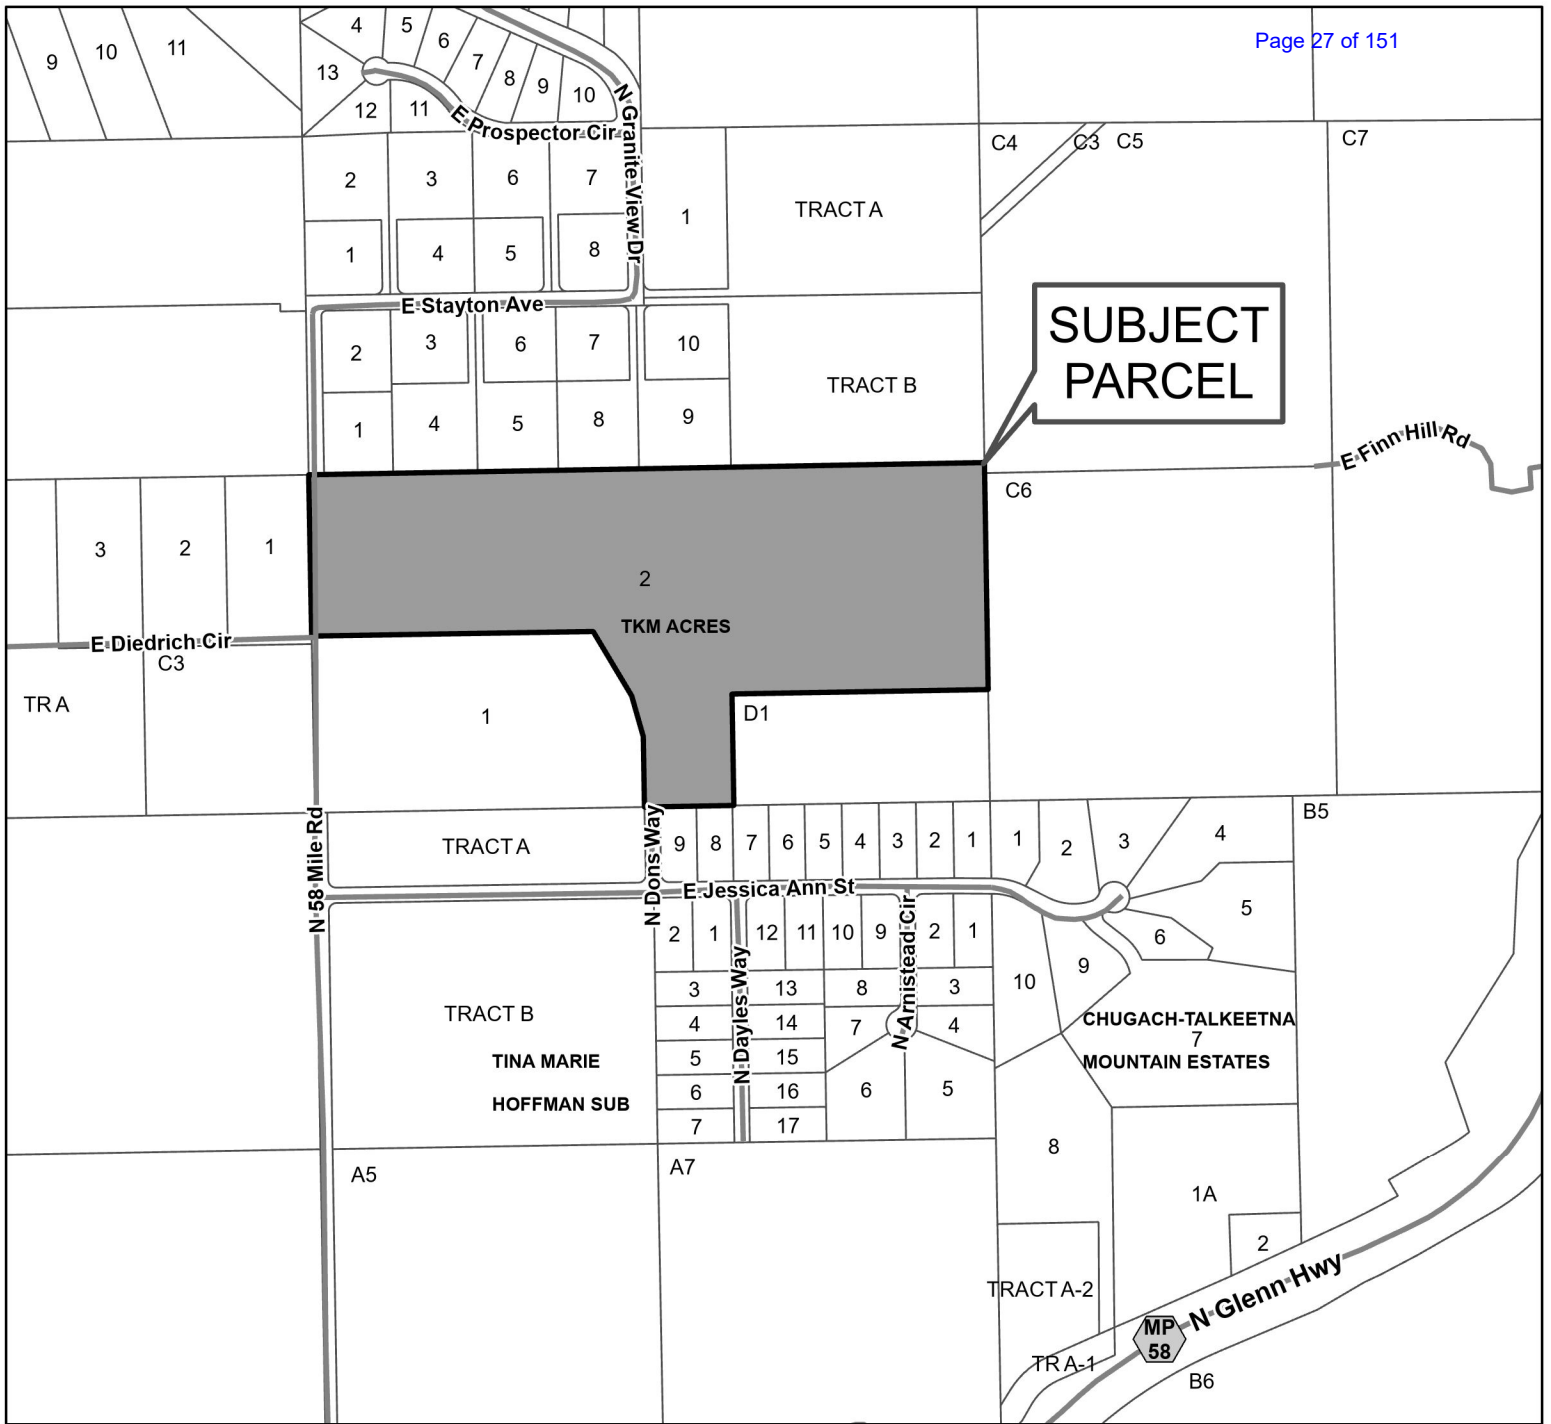 Page 27 of 151
9
10
11
4
5
6
7
8
9
10
13
12
11
E Prospector Cir
N Granite View Dr
C4
C3
C5
C7
2
3
6
7
1
TRACT A
1
4
5
8
E Stayton Ave
2
3
6
7
10
TRACT B
1
4
5
8
9
SUBJECT
PARCEL
E Finn Hill Rd
C6
3
2
1
2
TKM ACRES
E Diedrich Cir
C3
TR A
1
D1
N 58 Mile Rd
TRACT A
N Dons Way
9
8
7
6
5
4
3
2
1
1
2
3
4
B5
E Jessica Ann St
5
6
2
1
12
11
10
9
2
1
N Dayles Way
N Arnistead Cir
10
9
3
13
8
3
TRACT B
4
14
7
4
CHUGACH-TALKEETNA
7
MOUNTAIN ESTATES
TINA MARIE
HOFFMAN SUB
5
15
6
16
6
5
7
17
8
A5
A7
1A
2
TRACT A-2
N Glenn Hwy
MP
58
TR A-1
B6